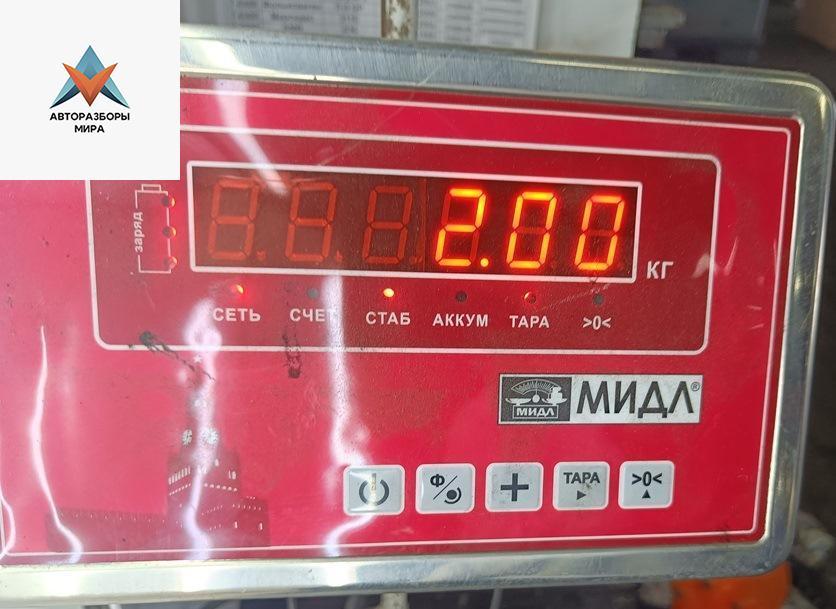 АВТОРАЗБОРЫ
МИРА
заряд
2.00
КГ
СЕТЬ СЧЕТ СТАБ АККУМ ТАРА >0<
МИДЛ
МИДЛ®
Ф
ТАРА
>0<